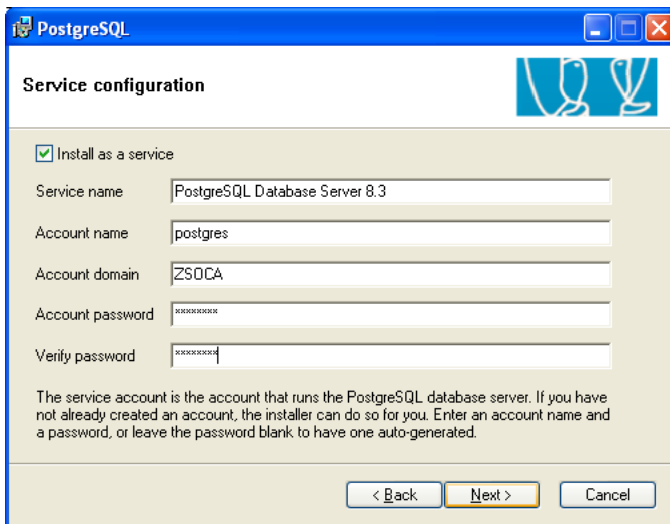 PostgreSQL
Service configuration
Install as a service
Service name PostgreSQL Database Server 8.3
Account name postgres
Account domain ZSOCA
Account password ********
Verify password ********
The service account is the account that runs the PostgreSQL database server. If you have
not already created an account, the installer can do so for you. Enter an account name and
a password, or leave the password blank to have one auto-generated.
< Back Next > Cancel